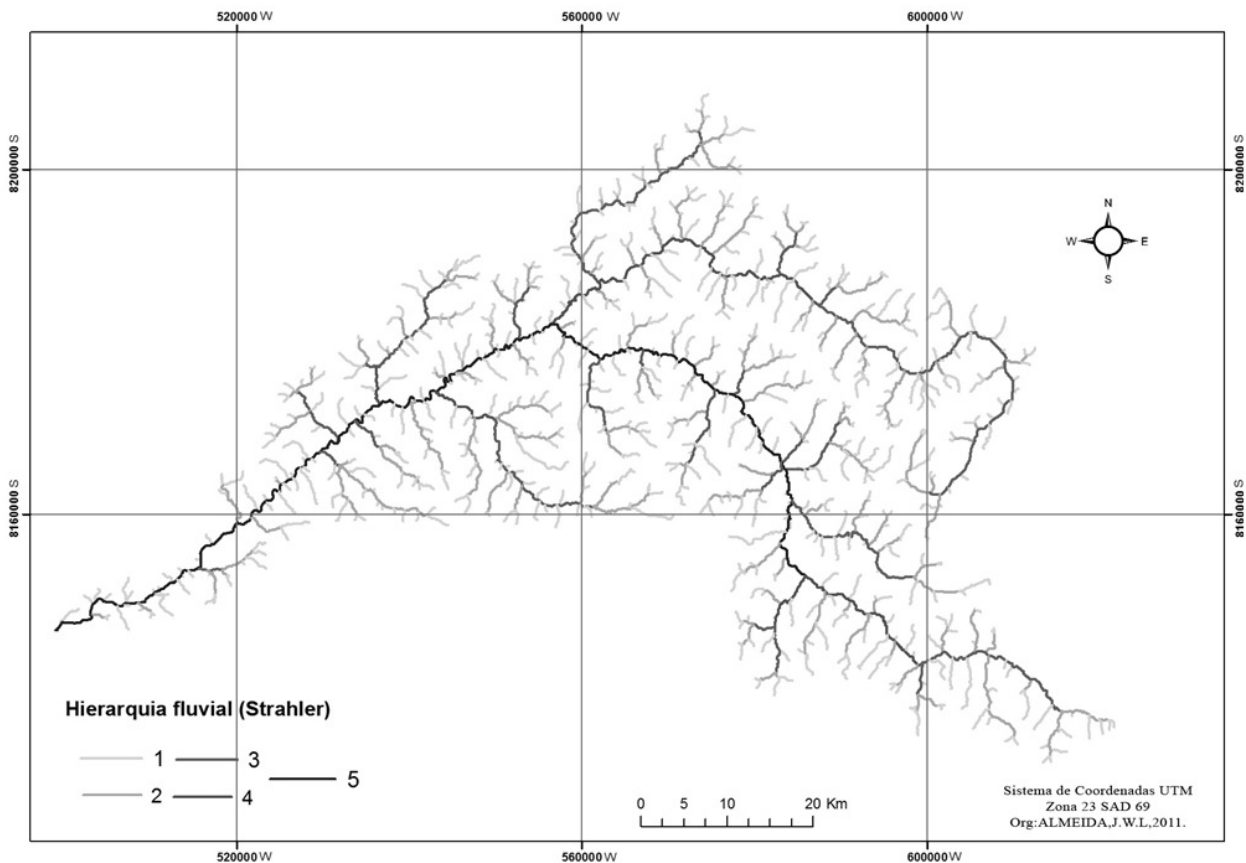 520000 W 560000 W 600000 W
8200000 S 8200000 S
N
W E
S
8160000 S 8160000 S
Hierarquia fluvial (Strahler)
1 3
5
2 4
0 5 10 20 Km
Sistema de Coordenadas UTM
Zona 23 SAD 69
Org:ALMEIDA,J.W.L,2011.
520000 W 560000 W 600000 W